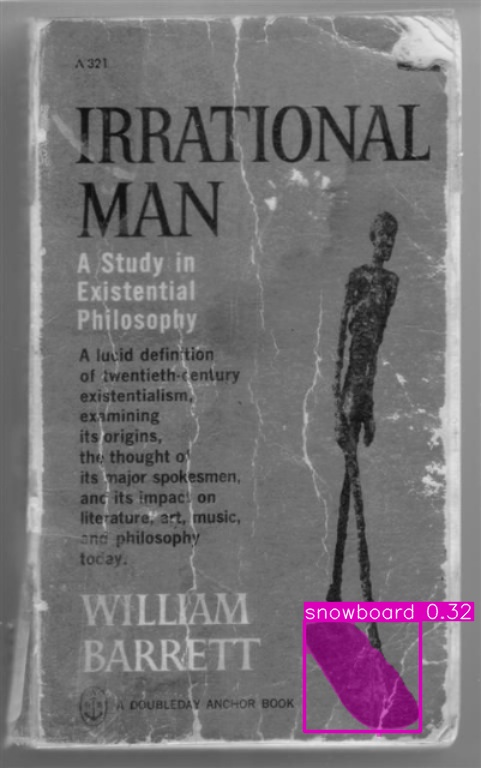 A 321
IRRATIONAL
MAN
A Study in
Existential
Philosophy
A lucid definition
of twentieth-century
existentialism,
examining
its origins,
the thought of
its major spokesmen,
and its impact on
literature, art, music,
and philosophy
today.
WILLIAM
BARRETT
snowboard 0.32
A DOUBLEDAY ANCHOR BOOK